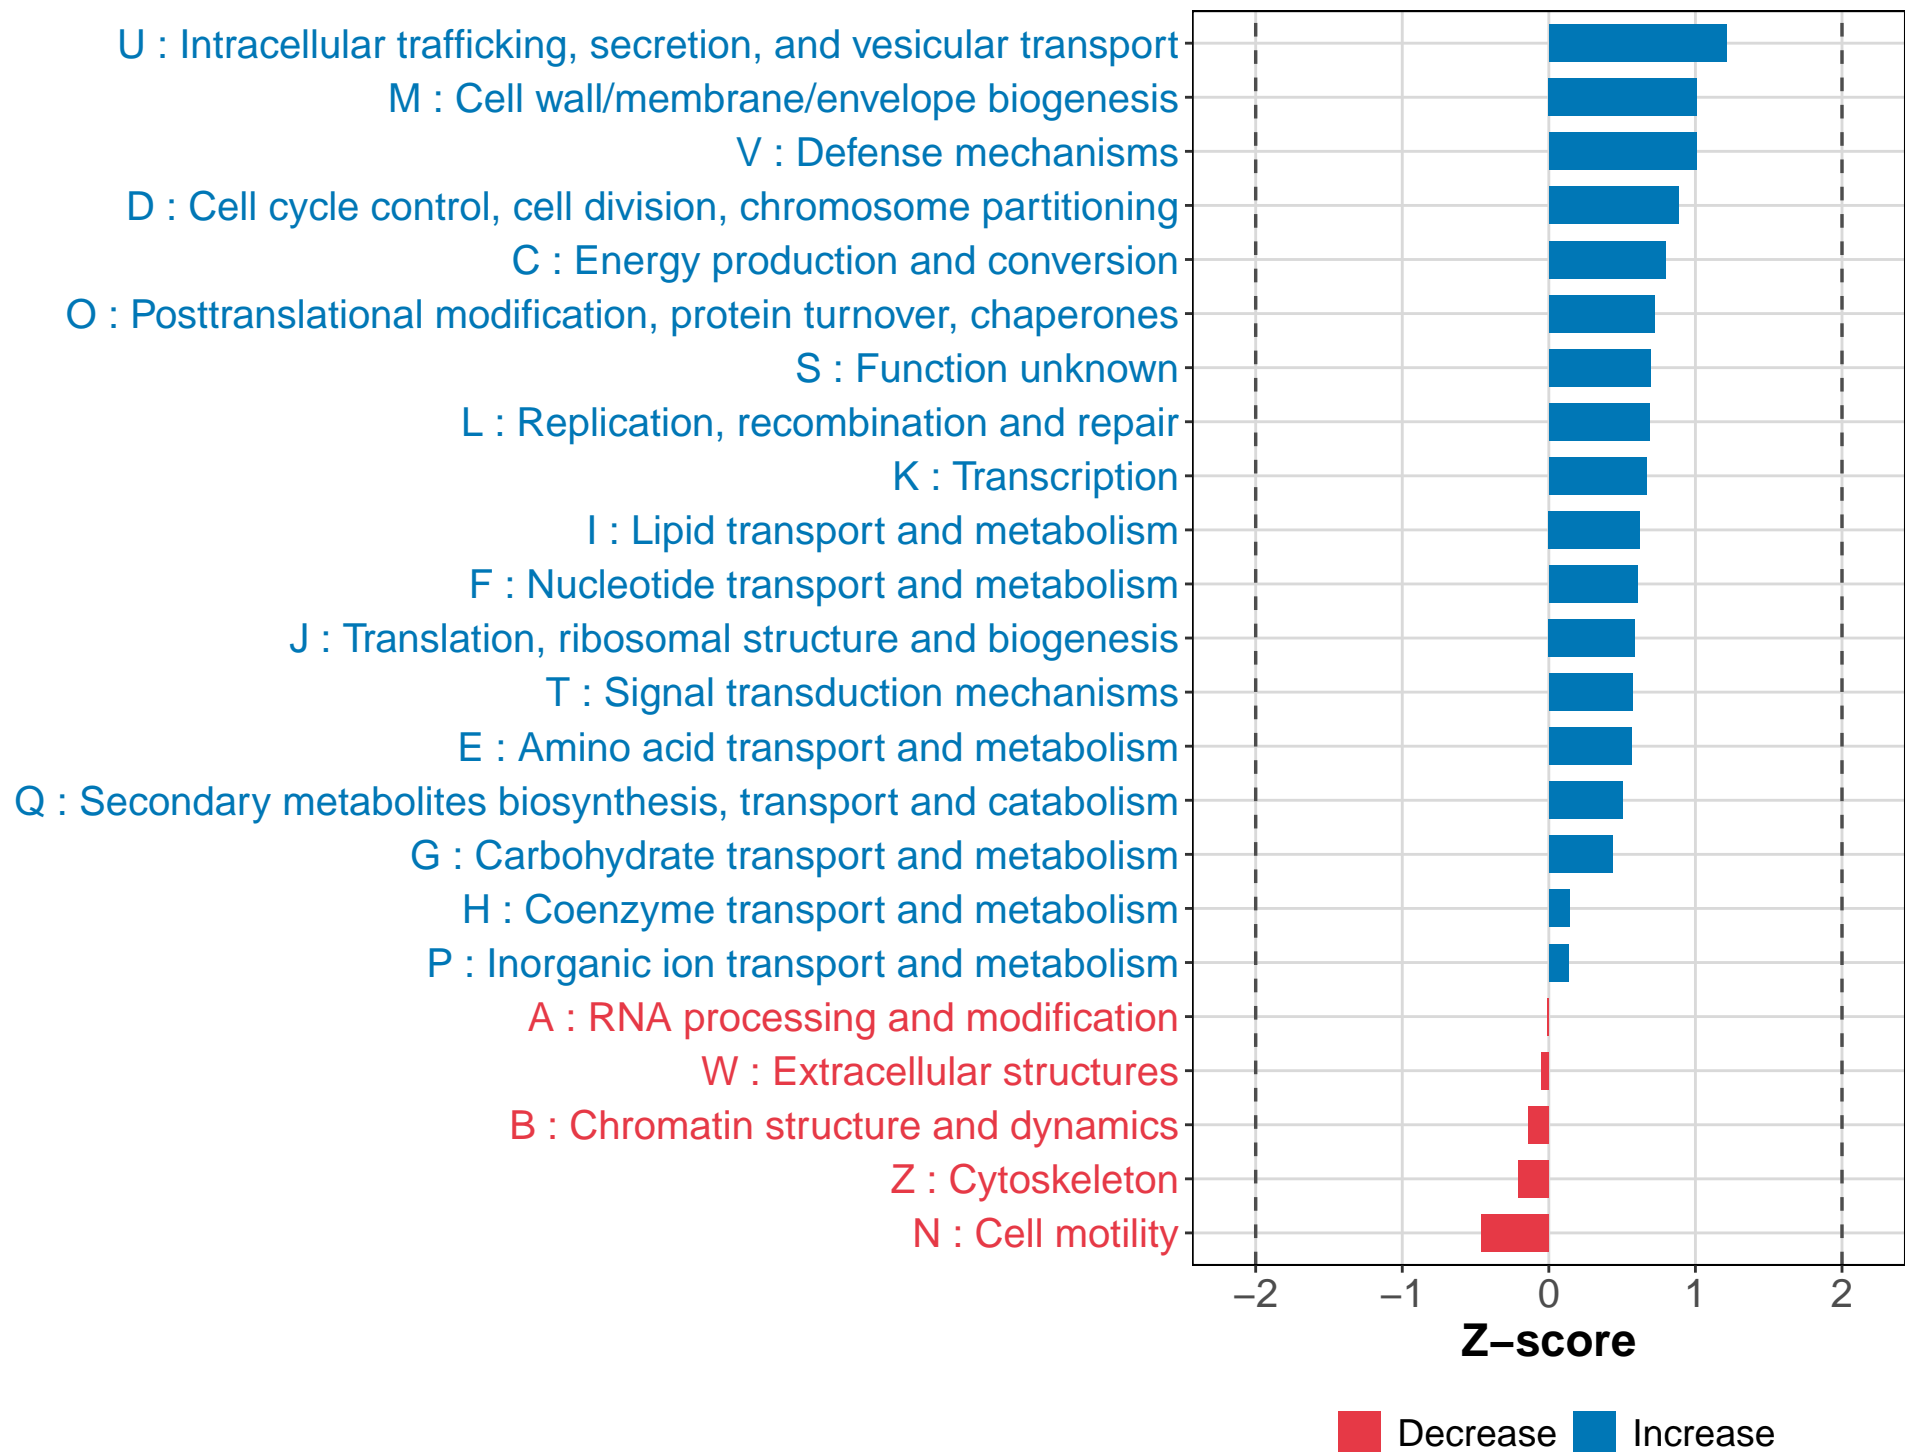 U : Intracellular trafficking, secretion, and vesicular transport
M : Cell wall/membrane/envelope biogenesis
V : Defense mechanisms
D : Cell cycle control, cell division, chromosome partitioning
C : Energy production and conversion
O : Posttranslational modification, protein turnover, chaperones
S : Function unknown
L : Replication, recombination and repair
K : Transcription
I : Lipid transport and metabolism
F : Nucleotide transport and metabolism
J : Translation, ribosomal structure and biogenesis
T : Signal transduction mechanisms
E : Amino acid transport and metabolism
Q : Secondary metabolites biosynthesis, transport and catabolism
G : Carbohydrate transport and metabolism
H : Coenzyme transport and metabolism
P : Inorganic ion transport and metabolism
A : RNA processing and modification
W : Extracellular structures
B : Chromatin structure and dynamics
Z : Cytoskeleton
N : Cell motility
−2 −1 0 1 2
Z−score
Decrease Increase